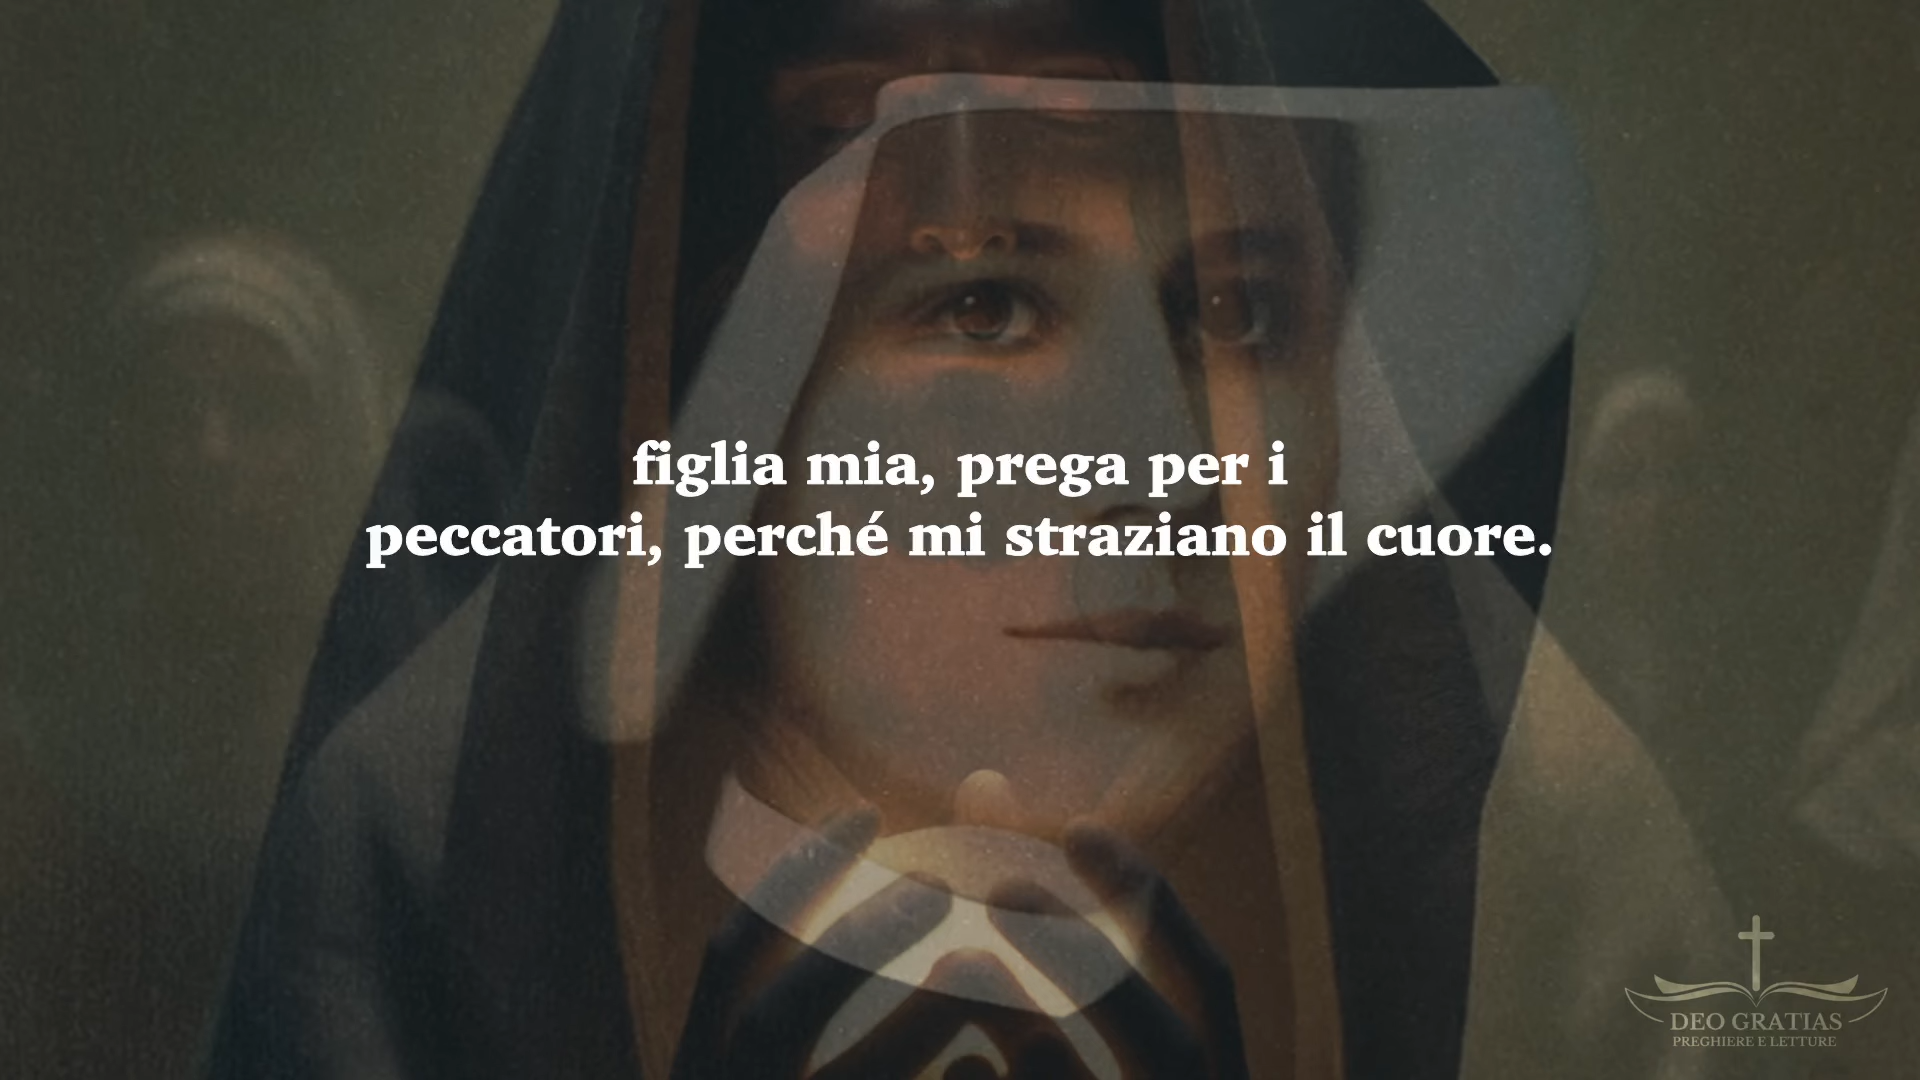 figlia mia, prega per i
peccatori, perché mi straziano il cuore.
DEO GRATIAS
PREGHIERE E LETTURE